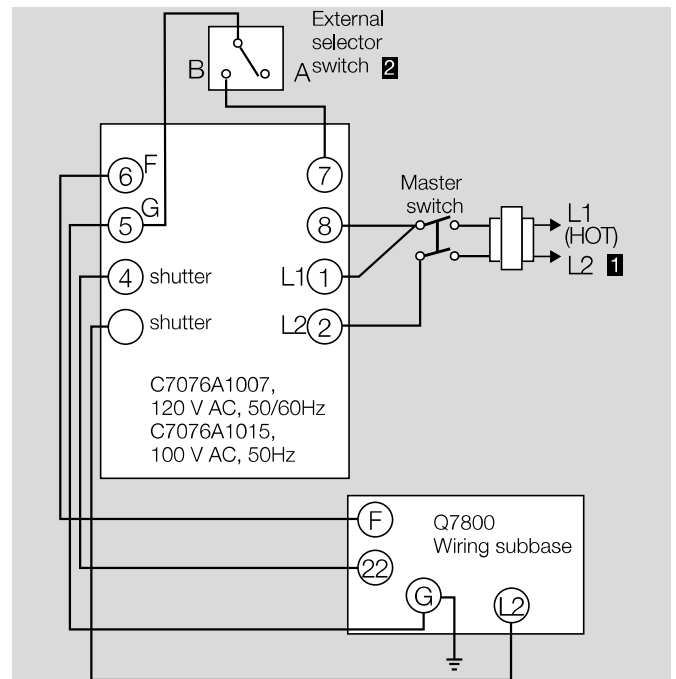 External
selector
switch 2
B
A
6
F
7
5
G
8
Master
switch
L1
(HOT)
4
shutter
L1
1
L2 1
shutter
L2
2
C7076A1007,
120 V AC, 50/60Hz
C7076A1015,
100 V AC, 50Hz
F
Q7800
Wiring subbase
22
G
L2